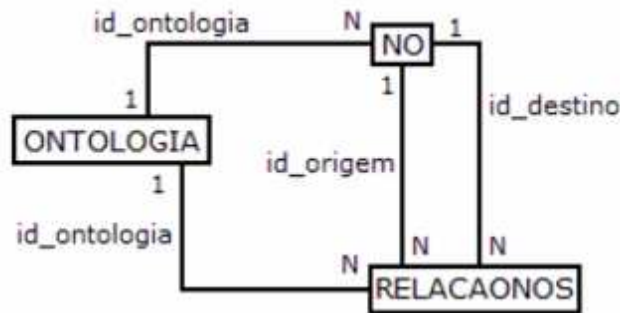 id_ontologia
N
NO
1
1
1
id_destino
ONTOLOGIA
id_origem
1
id_ontologia
N
N
N
RELACAONOS